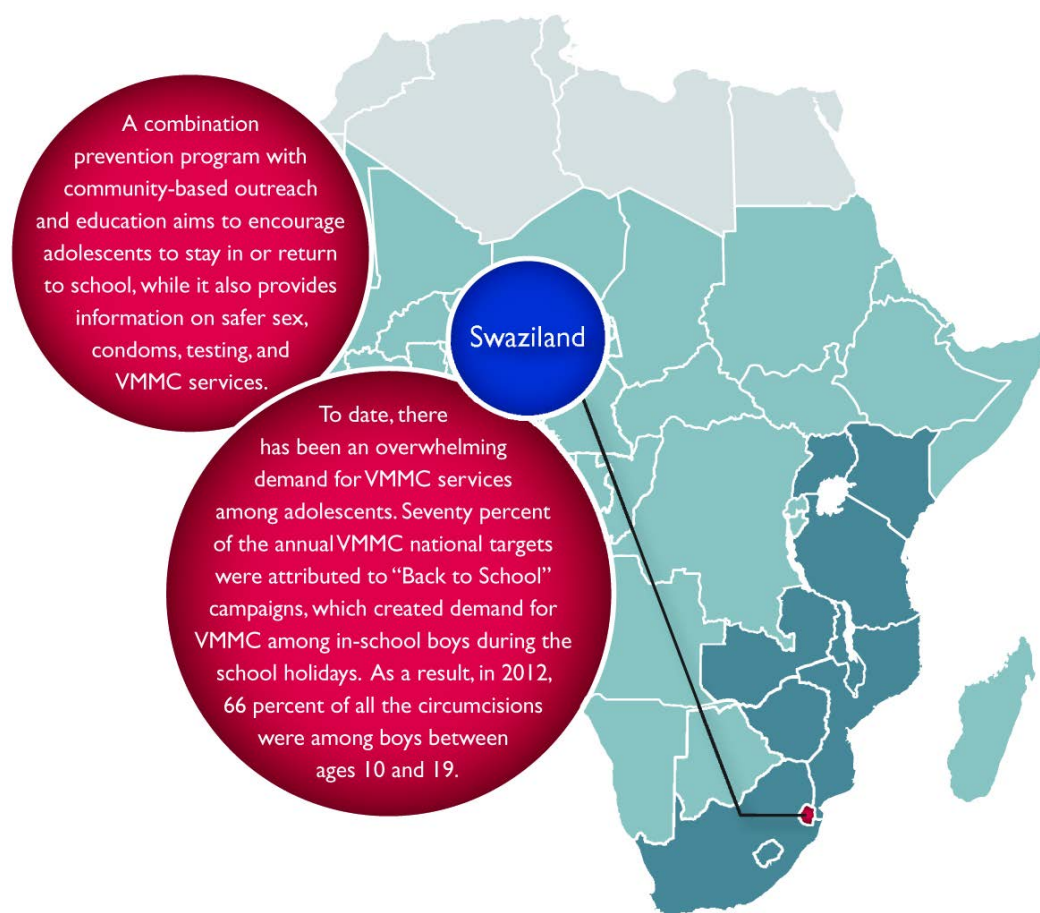 A combination
prevention program with
community-based outreach
and education aims to encourage
adolescents to stay in or return
to school, while it also provides
information on safer sex,
condoms, testing, and
VMMC services.
Swaziland
To date, there
has been an overwhelming
demand for VMMC services
among adolescents. Seventy percent
of the annual VMMC national targets
were attributed to “Back to School”
campaigns, which created demand for
VMMC among in-school boys during the
school holidays. As a result, in 2012,
66 percent of all the circumcisions
were among boys between
ages 10 and 19.